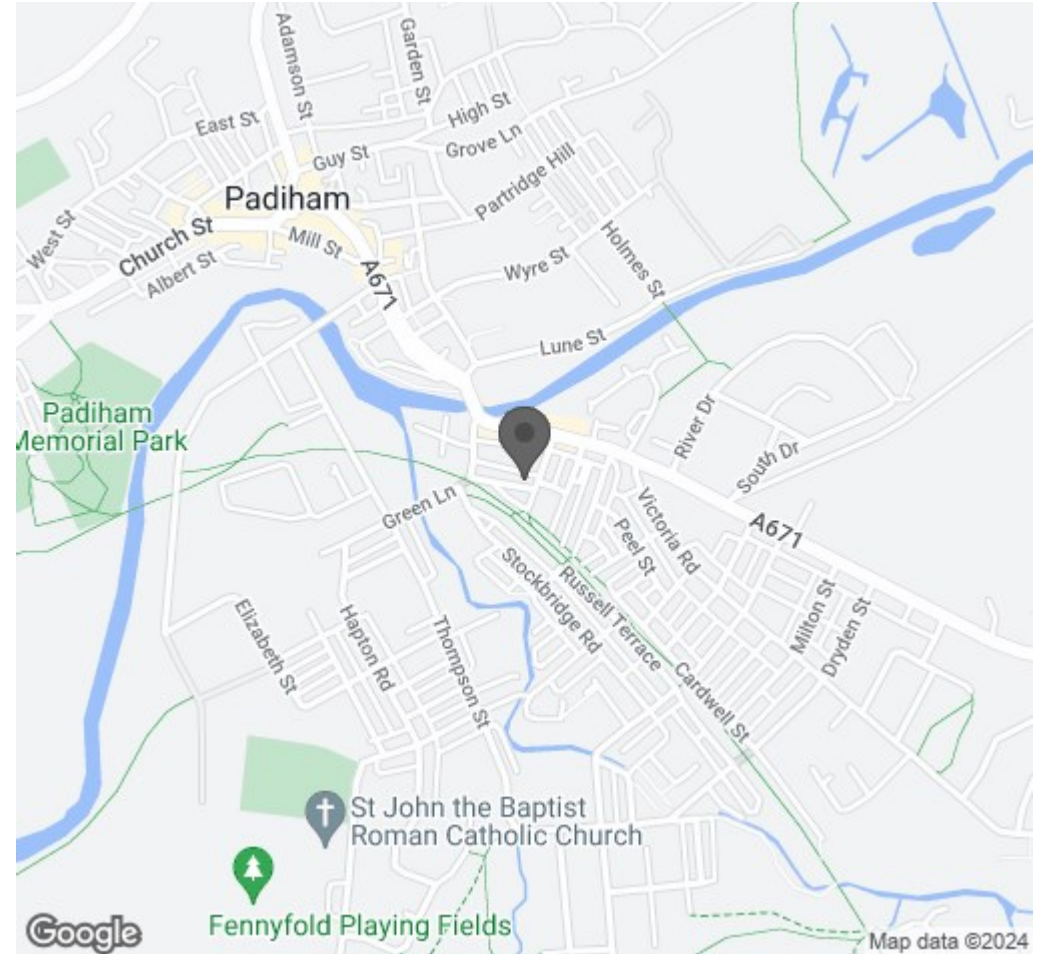 Adamson St
Garden St
High St
East St
Grove Ln
Guy St
Partridge Hill
Padiham
West St
Church St
Mill St
Albert St
A671
Wyre St
Holmes St
Lune St
Padiham
Memorial Park
River Dr
South Dr
Green Ln
Victoria Rd
A671
Peel St
Stockbridge Rd
Russell Terrace
Milton St
Dryden St
Elizabeth St
Hapton Rd
Thompson St
Cardwell St
St John the Baptist
Roman Catholic Church
Fennyfold Playing Fields
Google
Map data ©2024